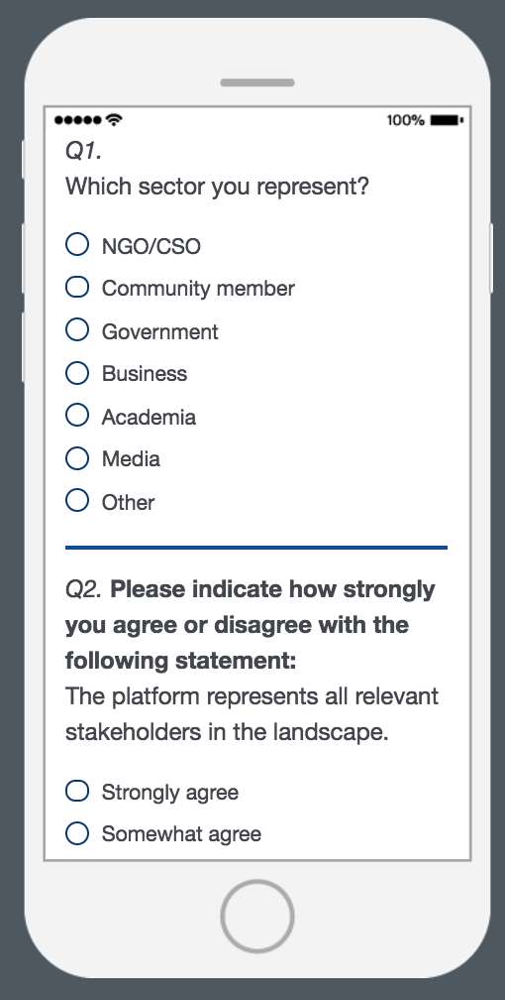 100%
Q1.
Which sector you represent?
NGO/CSO
Community member
Government
Business
Academia
Media
Other
Q2. Please indicate how strongly
you agree or disagree with the
following statement:
The platform represents all relevant
stakeholders in the landscape.
Strongly agree
Somewhat agree